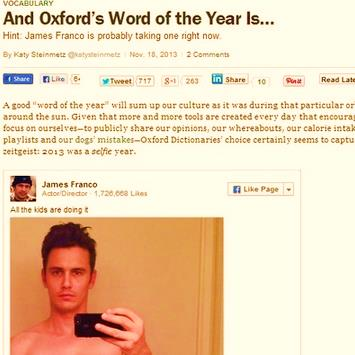 VOCABULARY
And Oxford's Word of the Year Is...
Hint: James Franco is probably taking one right now.
By Katy Steinmetz @katysteinmetz | Nov. 18, 2013 | 2 Comments
Share Like Tweet 717 +1 263 Share 10 Pin it Read Late
A good “word of the year” will sum up our culture as it was during that particular or
around the sun. Given that more and more tools are created every day that encourag
focus on ourselves—to publicly share our opinions, our whereabouts, our calorie intak
playlists and our dogs' mistakes—Oxford Dictionaries' choice certainly seems to captu
zeitgeist: 2013 was a selfie year.
James Franco
Actor/Director · 1,726,668 Likes
Like Page
All the kids are doing it